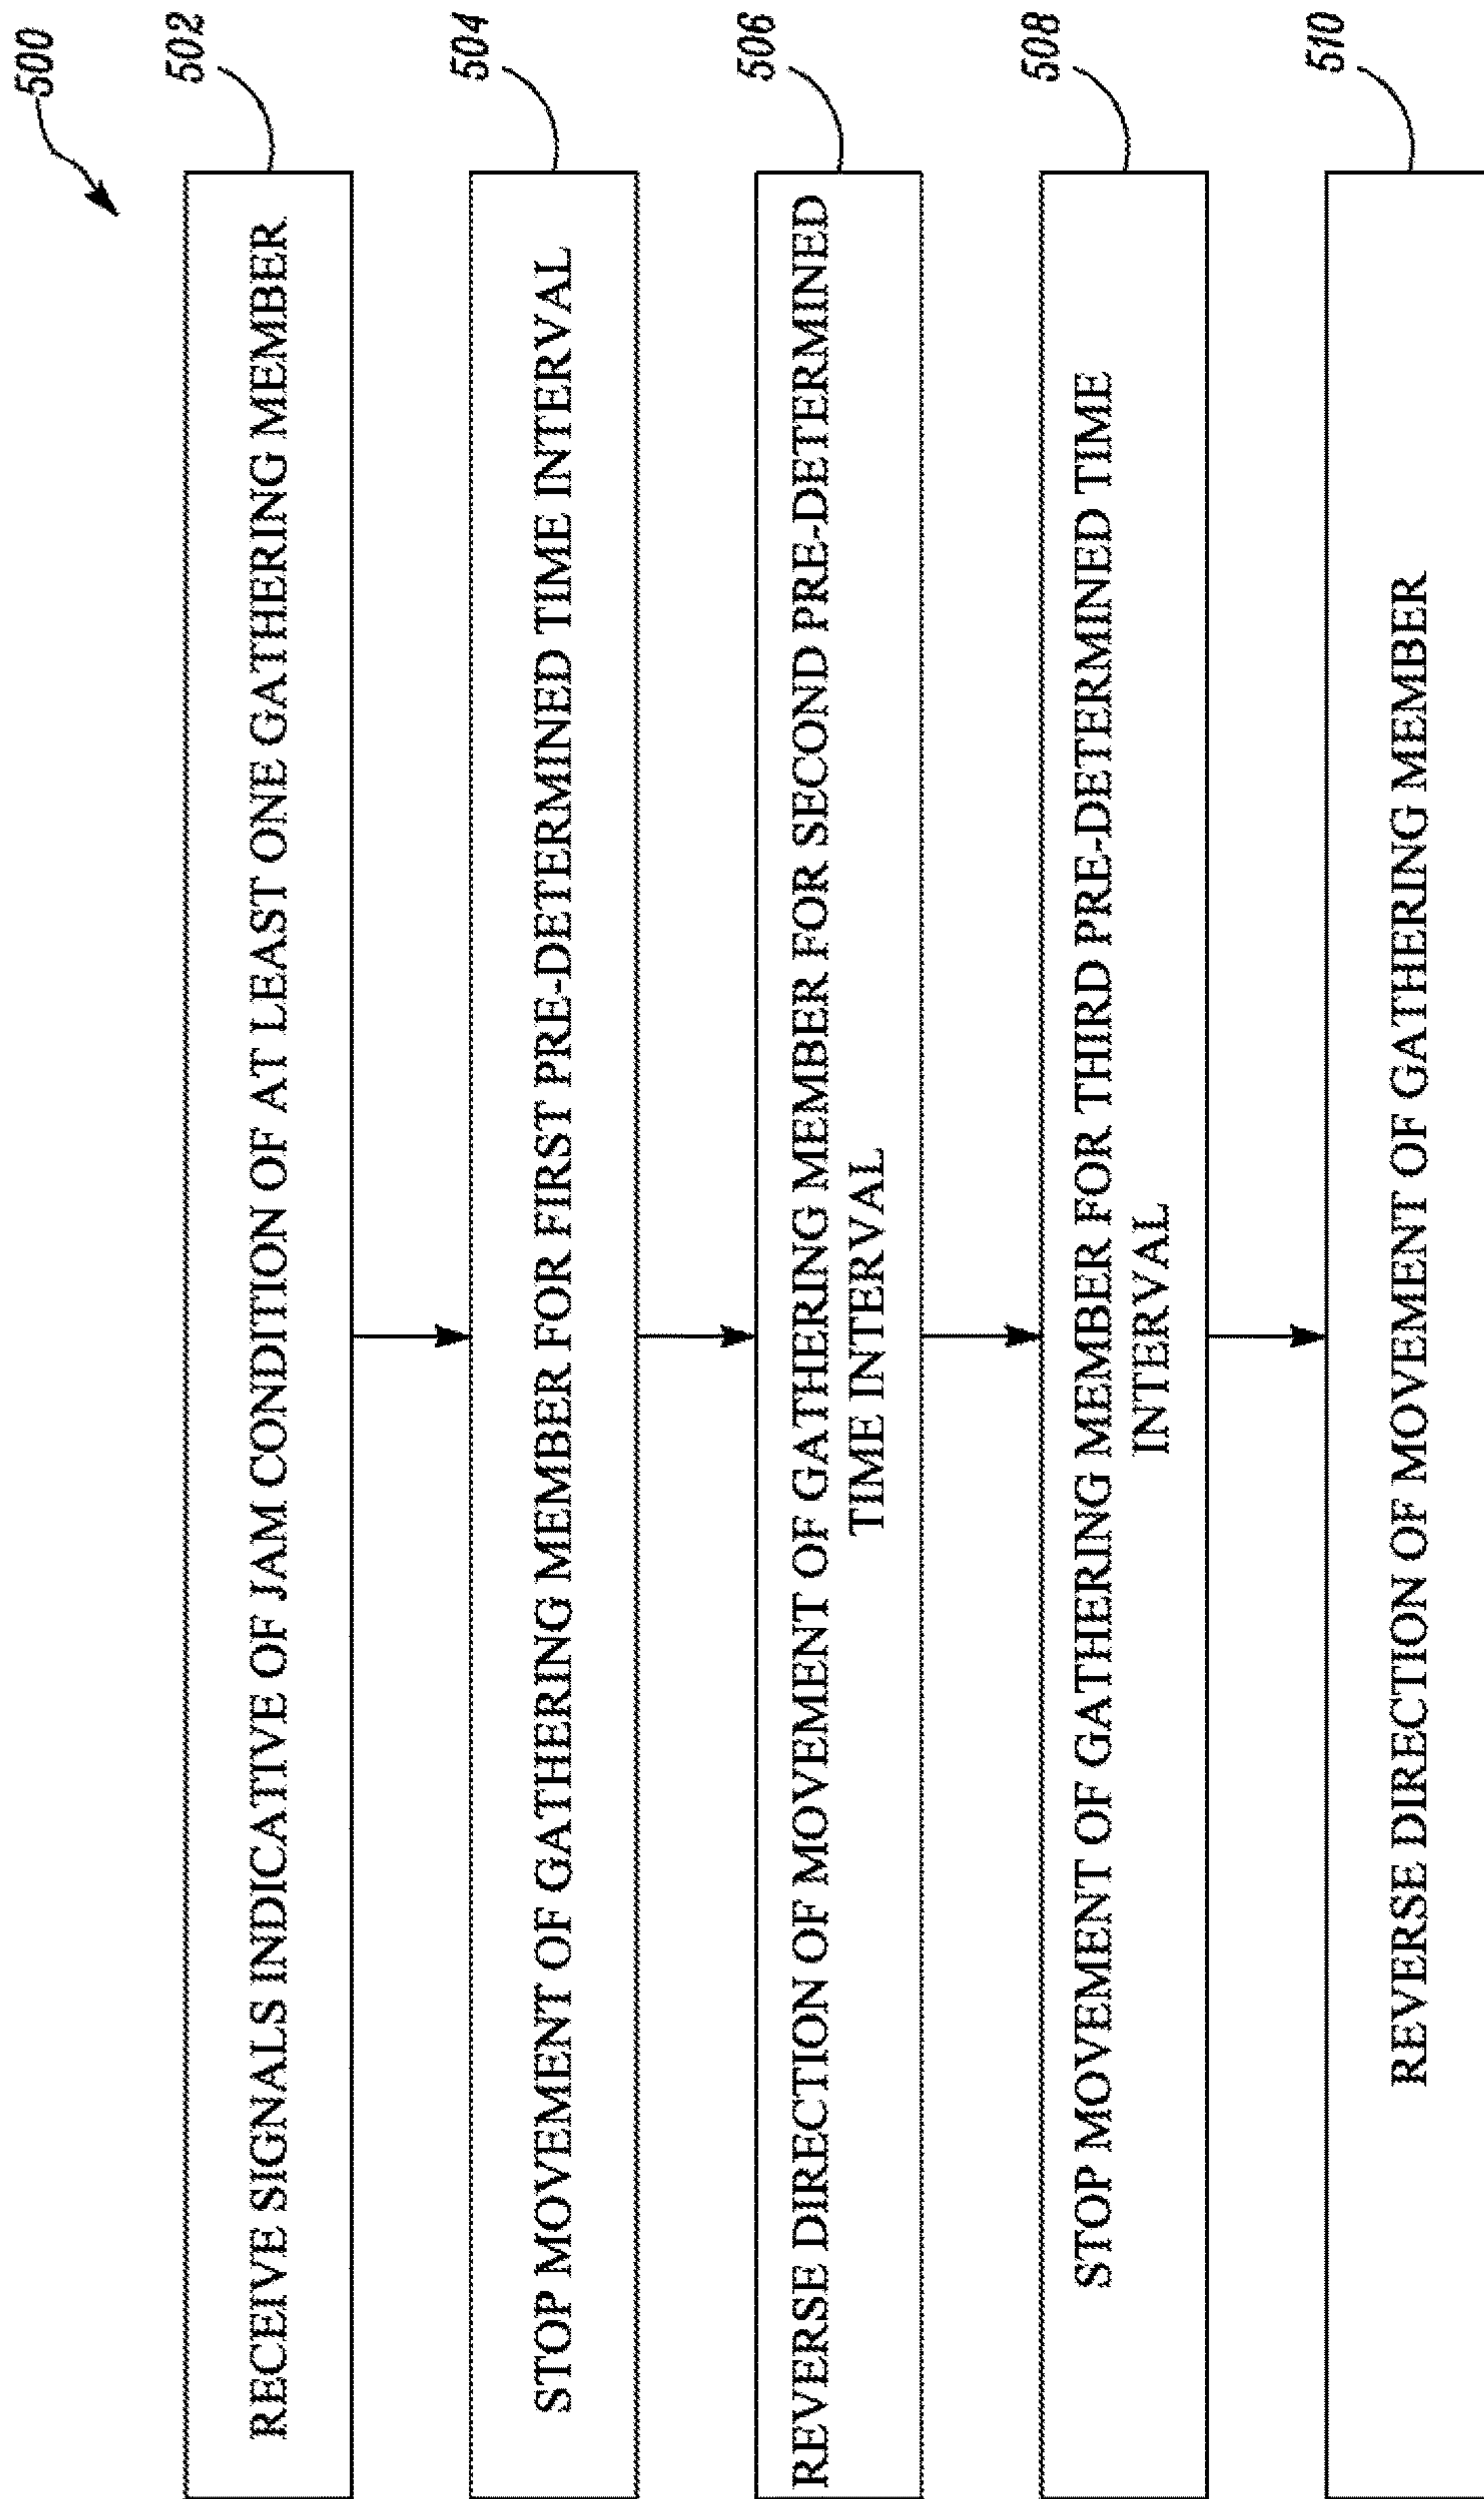 500
502
RECEIVE SIGNALS INDICATIVE OF JAM CONDITION OF AT LEAST ONE GATHERING MEMBER
504
STOP MOVEMENT OF GATHERING MEMBER FOR FIRST PRE-DETERMINED TIME INTERVAL
506
REVERSE DIRECTION OF MOVEMENT OF GATHERING MEMBER FOR SECOND PRE-DETERMINED
TIME INTERVAL
508
STOP MOVEMENT OF GATHERING MEMBER FOR THIRD PRE-DETERMINED TIME
INTERVAL
510
REVERSE DIRECTION OF MOVEMENT OF GATHERING MEMBER